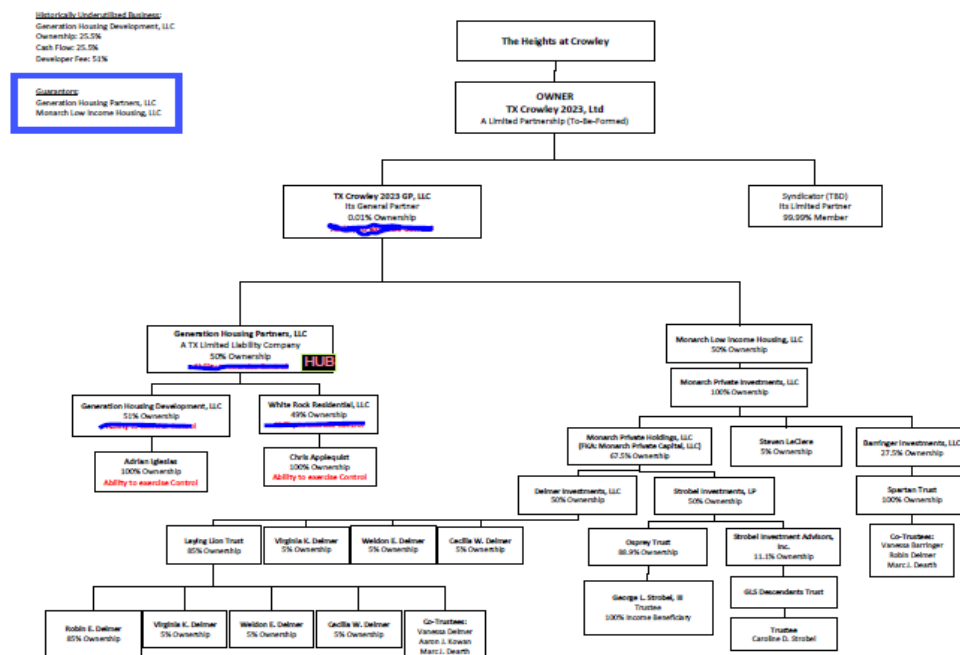 Historically Underutilized Business:
Generation Housing Development, LLC
Ownership: 25.5%
Cash Flow: 25.5%
Developer Fee: 51%
Guarantors:
Generation Housing Partners, LLC
Monarch Low Income Housing, LLC
The Heights at Crowley
OWNER
TX Crowley 2023, Ltd
A Limited Partnership (To-Be-Formed)
TX Crowley 2023 GP, LLC
Its General Partner
0.01% Ownership
Syndicator (TBD)
Its Limited Partner
99.99% Member
Generation Housing Partners, LLC
A TX Limited Liability Company
50% Ownership
HUB
Monarch Low Income Housing, LLC
50% Ownership
Monarch Private Investments, LLC
100% Ownership
Generation Housing Development, LLC
51% Ownership
White Rock Residential, LLC
49% Ownership
Adrian Iglesias
100% Ownership
Ability to exercise Control
Chris Applequist
100% Ownership
Ability to exercise Control
Monarch Private Holdings, LLC
(FKA: Monarch Private Capital, LLC)
67.5% Ownership
Steven LeClere
5% Ownership
Barringer Investments, LLC
27.5% Ownership
Delmer Investments, LLC
50% Ownership
Strobel Investments, LP
50% Ownership
Spartan Trust
100% Ownership
Laying Lion Trust
85% Ownership
Virginia K. Delmer
5% Ownership
Weldon E. Delmer
5% Ownership
Cecilia W. Delmer
5% Ownership
Osprey Trust
88.9% Ownership
Strobel Investment Advisors,
Inc.
11.1% Ownership
Co-Trustees:
Vanessa Barringer
Robin Delmer
Marc J. Dearth
George L. Strobel, III
Trustee
100% Income Beneficiary
GLS Descendants Trust
Trustee
Caroline D. Strobel
Robin E. Delmer
85% Ownership
Virginia K. Delmer
5% Ownership
Weldon E. Delmer
5% Ownership
Cecilia W. Delmer
5% Ownership
Co-Trustees:
Vanessa Delmer
Aaron J. Kowan
Marc J. Dearth